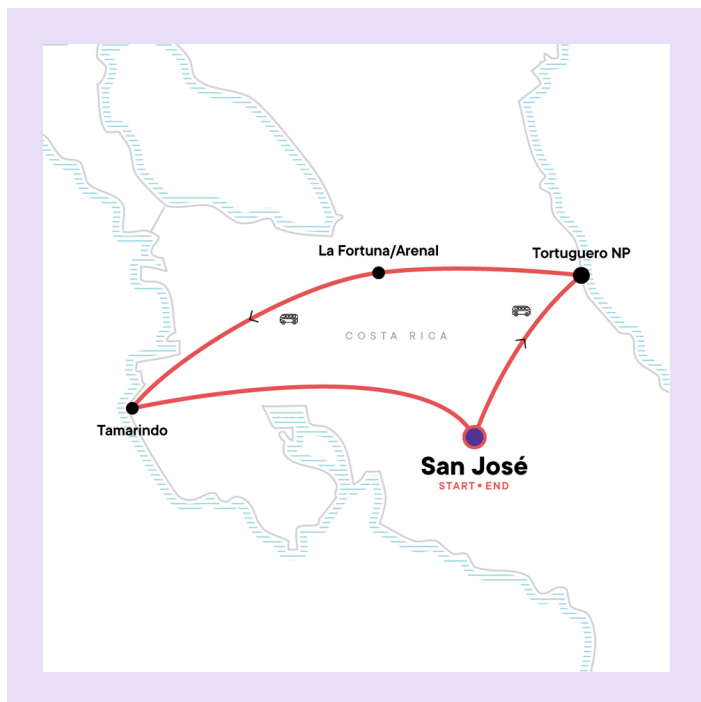 La Fortuna/Arenal
Tortuguero NP
COSTA RICA
Tamarindo
San José
START•END